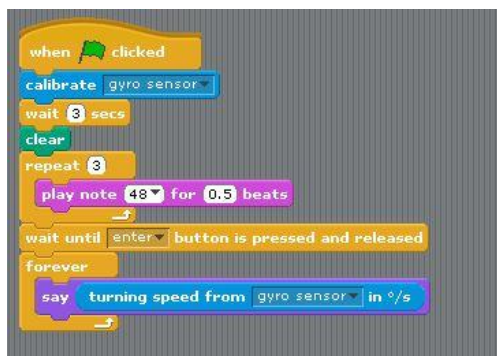 when clicked
calibrate gyro sensor
wait 3 secs
clear
repeat 3
play note 48 for 0.5 beats
wait until enter button is pressed and released
forever
say turning speed from gyro sensor in º/s